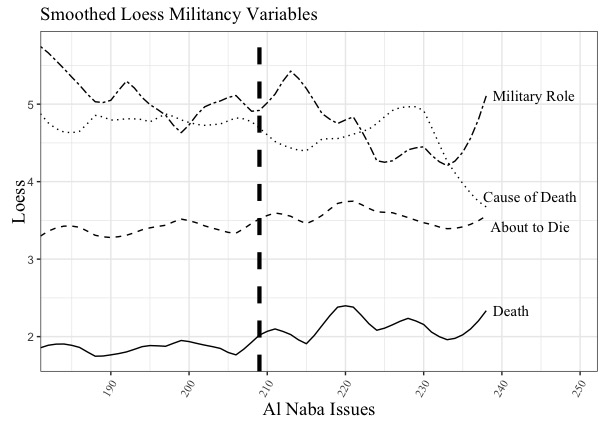 Smoothed Loess Militancy Variables
Loess
5
4
3
2
Military Role
Cause of Death
About to Die
Death
190
200
210
220
230
240
250
Al Naba Issues